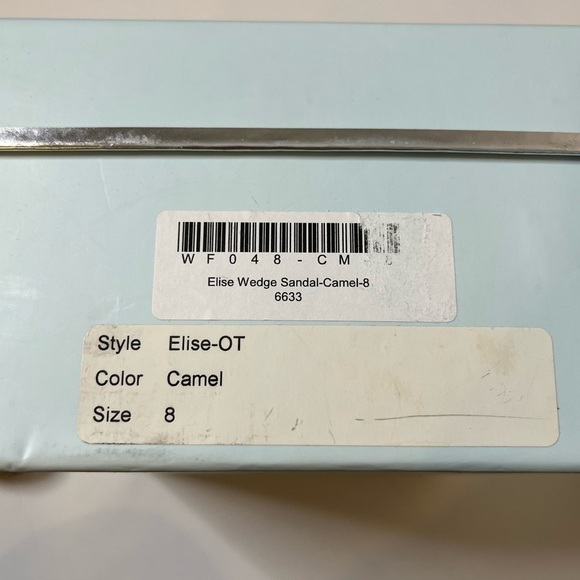 WF048-CM
Elise Wedge Sandal-Camel-8
6633
Style Elise-OT
Color Camel
Size 8